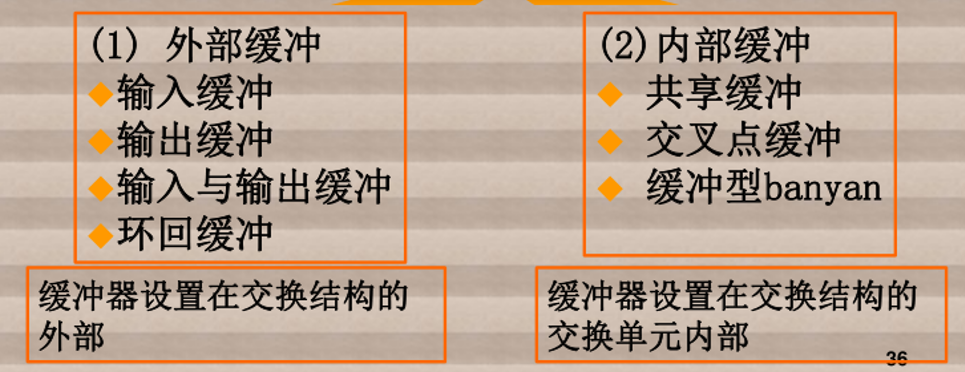 (1) 外部缓冲
◆输入缓冲
◆输出缓冲
◆输入与输出缓冲
◆环回缓冲
缓冲器设置在交换结构的
外部
(2)内部缓冲
◆ 共享缓冲
◆ 交叉点缓冲
◆ 缓冲型banyan
缓冲器设置在交换结构的
交换单元内部
36